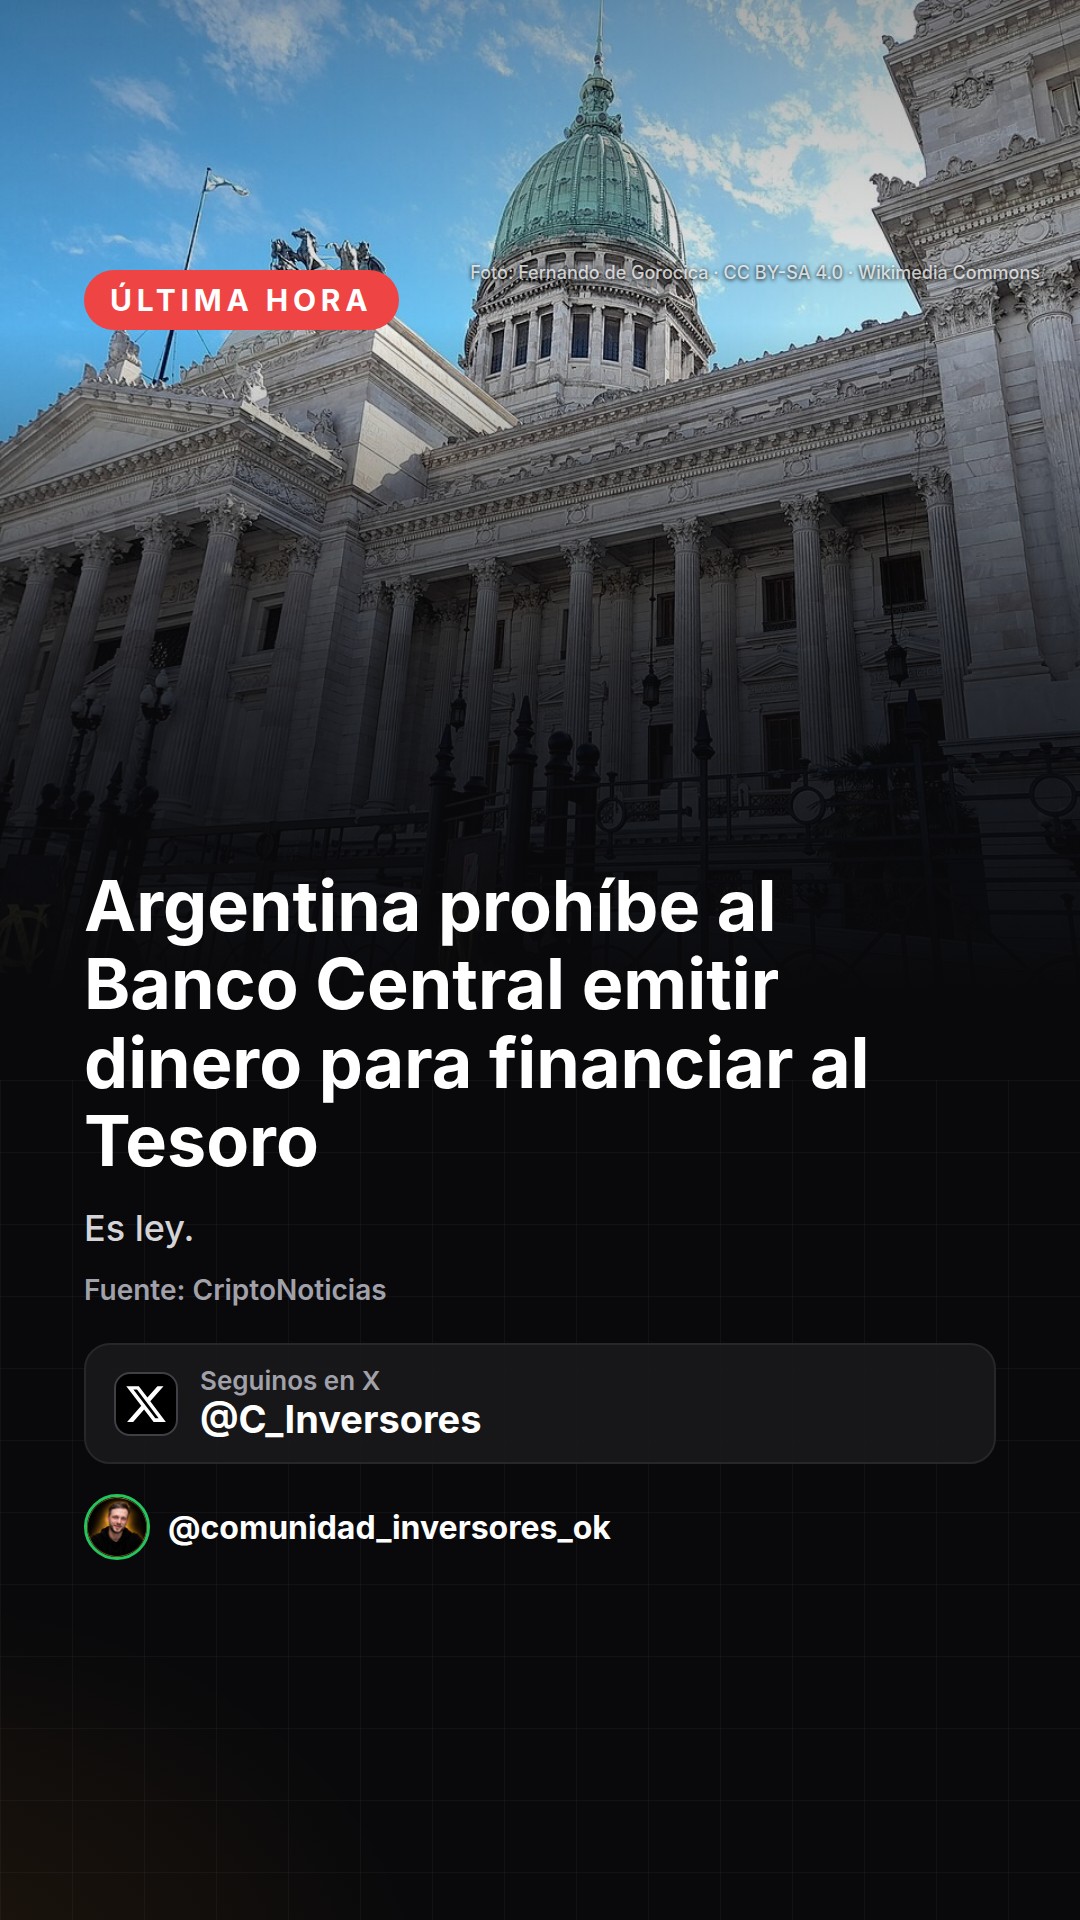 Foto: Fernando de Gorocica · CC BY-SA 4.0 · Wikimedia Commons
ÚLTIMA HORA
Argentina prohíbe al
Banco Central emitir
dinero para financiar al
Tesoro
Es ley.
Fuente: CriptoNoticias
Seguinos en X
@C_Inversores
@comunidad_inversores_ok